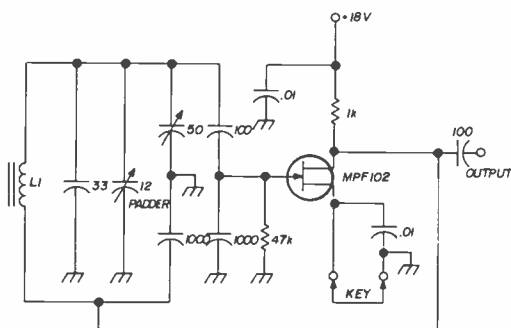 +18V
.01
1k
50
100
100
OUTPUT
MPF102
L1
33
12
PADDER
1000
1000
47k
.01
KEY